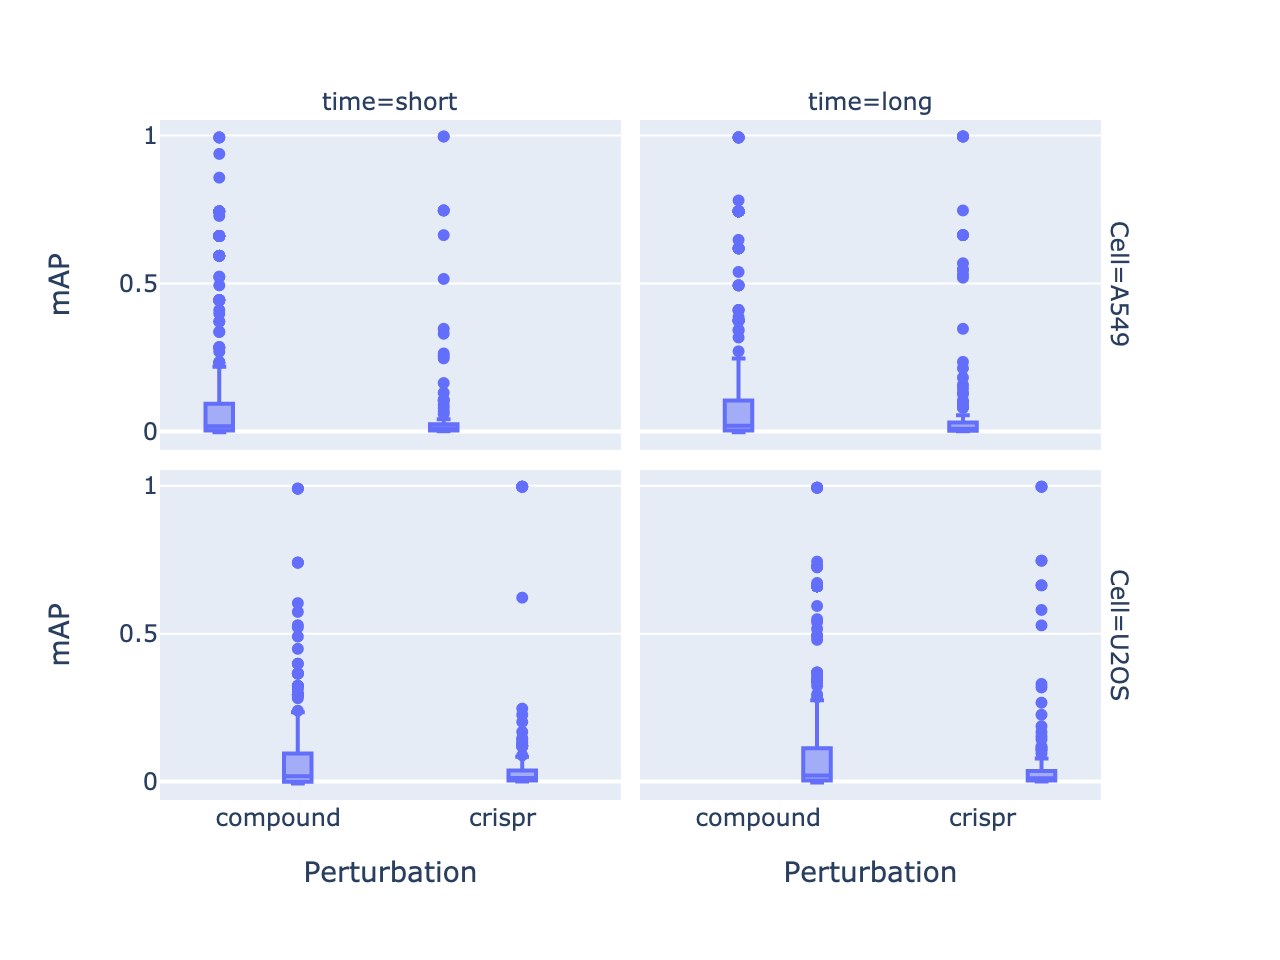 time=short
time=long
1
0.5
0
mAP
Cell=A549
1
0.5
0
mAP
Cell=U2OS
compound
crispr
compound
crispr
Perturbation
Perturbation